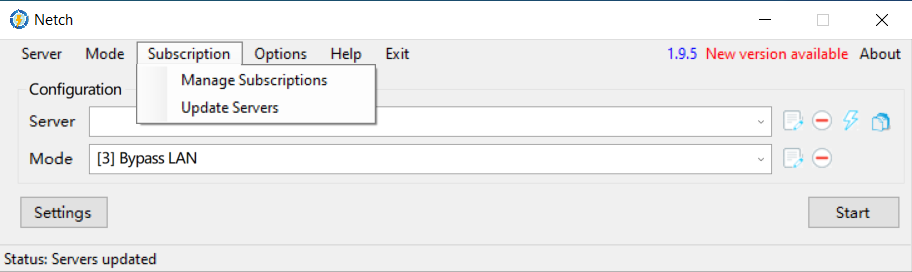 Netch
Server Mode Subscription Options Help Exit 1.9.5 New version available About
Manage Subscriptions
Configuration
Update Servers
Server
Mode [3] Bypass LAN
Settings Start
Status: Servers updated